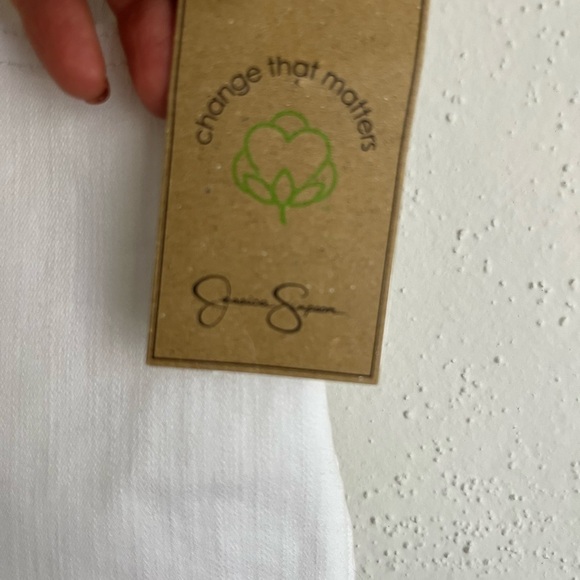 change that matters
Jessica Simpson